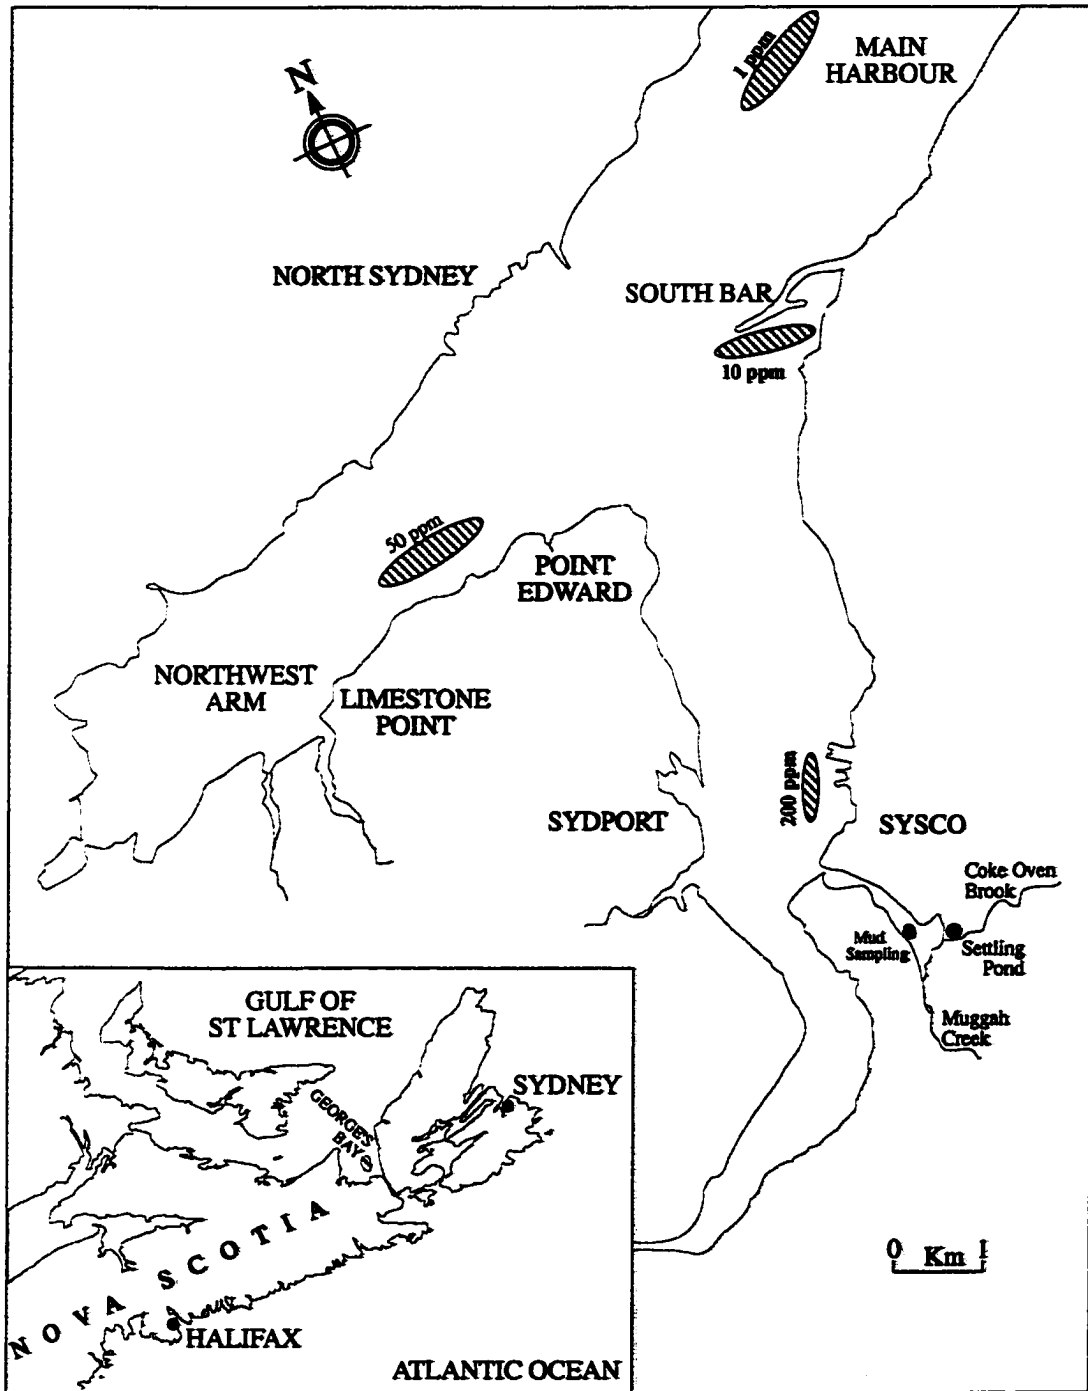 1 ppm
MAIN
HARBOUR
N
NORTH SYDNEY
SOUTH BAR
10 ppm
50 ppm
POINT
EDWARD
NORTHWEST
ARM
LIMESTONE
POINT
200 ppm
SYDPORT
SYSCO
Coke Oven
Brook
Mud
Sampling
Settling
Pond
Muggah
Creek
GULF OF
ST LAWRENCE
SYDNEY
GEORGE'S
BAY
NOVA SCOTIA
HALIFAX
ATLANTIC OCEAN
0 Km 1